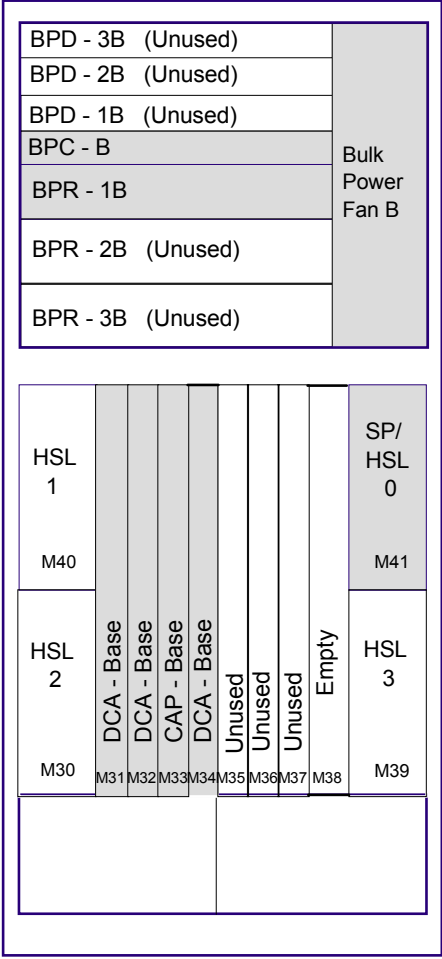 BPD - 3B (Unused)
BPD - 2B (Unused)
BPD - 1B (Unused)
BPC - B
BPR - 1B
BPR - 2B (Unused)
BPR - 3B (Unused)
Bulk
Power
Fan B
HSL
1
M40
HSL
2
M30
DCA - Base
M31
DCA - Base
M32
CAP - Base
M33
DCA - Base
M34
Unused
M35
Unused
M36
Unused
M37
Empty
M38
SP/
HSL
0
M41
HSL
3
M39